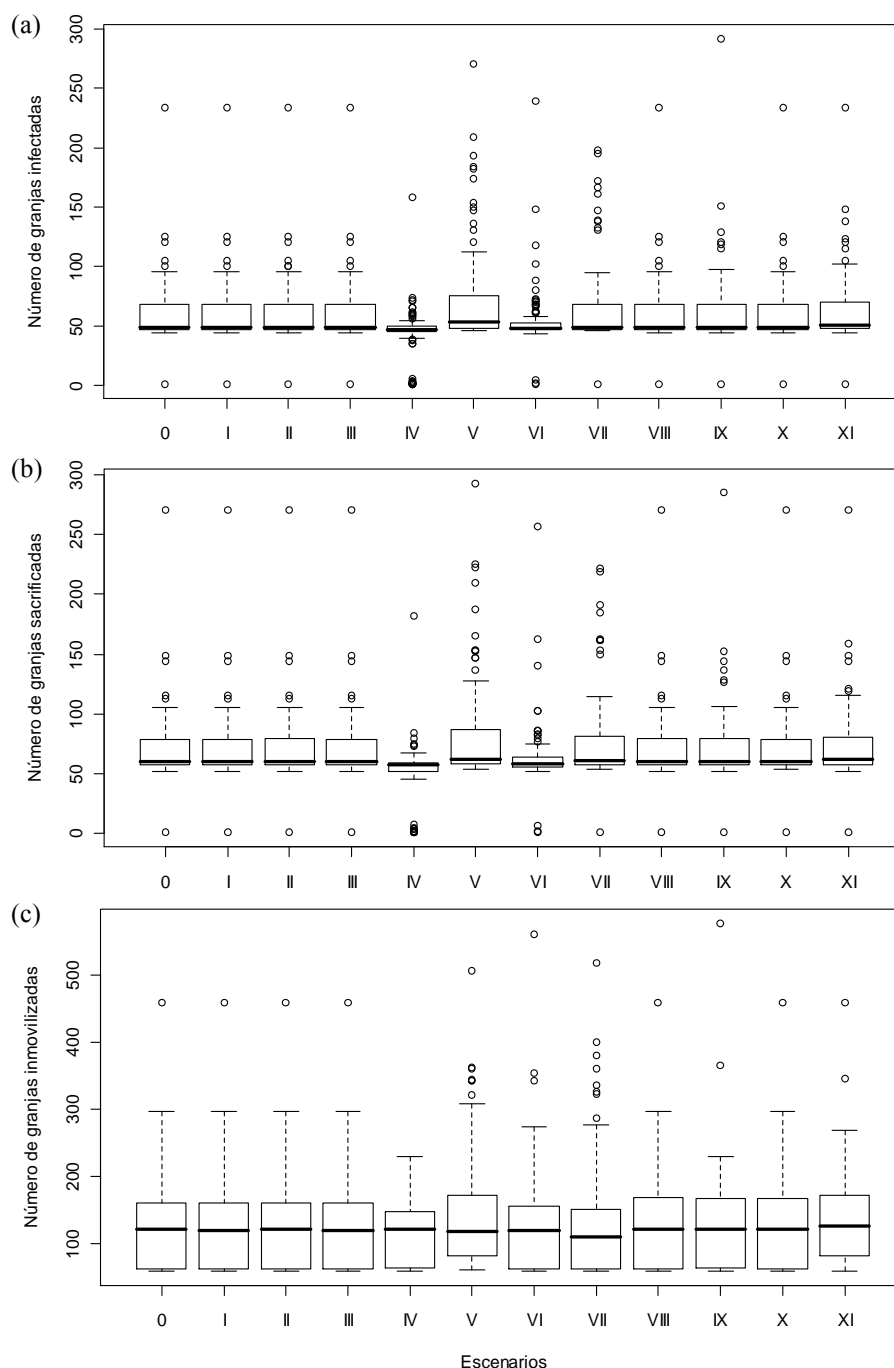 (a)
Número de granjas infectadas
300
250
200
150
100
50
0
0 I II III IV V VI VII VIII IX X XI
(b)
Número de granjas sacrificadas
300
250
200
150
100
50
0
0 I II III IV V VI VII VIII IX X XI
(c)
Número de granjas inmovilizadas
500
400
300
200
100
0 I II III IV V VI VII VIII IX X XI
Escenarios